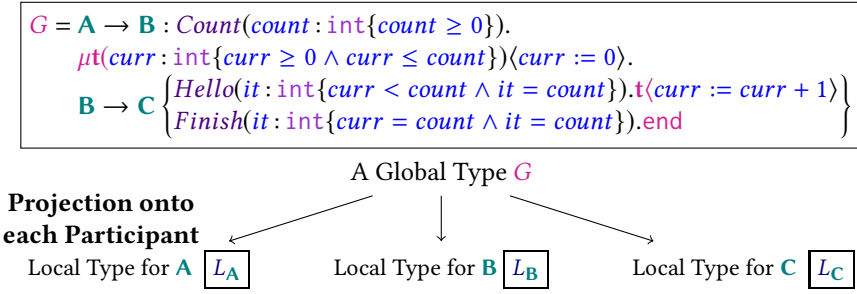 G = A → B : Count(count : int{count ≥ 0}).
μt(curr : int{curr ≥ 0 ∧ curr ≤ count})⟨curr := 0⟩.
B → C { Hello(it : int{curr < count ∧ it = count}).t⟨curr := curr + 1⟩
Finish(it : int{curr = count ∧ it = count}).end }
A Global Type G
Projection onto
each Participant
Local Type for A L_A Local Type for B L_B Local Type for C L_C